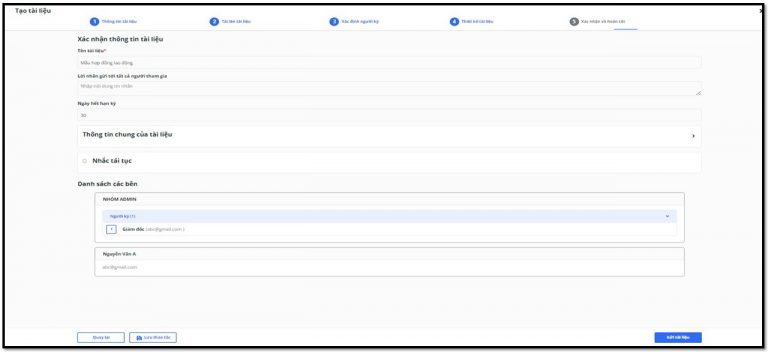 Tạo tài liệu
1 Thông tin tài liệu
2 Tải lên tài liệu
3 Xác định người ký
4 Thiết kế tài liệu
5 Xác nhận và hoàn tất
Xác nhận thông tin tài liệu
Tên tài liệu*
Mẫu hợp đồng lao động
Lời nhắn gửi tới tất cả người tham gia
Nhập nội dung tin nhắn
Ngày hết hạn ký
30
Thông tin chung của tài liệu
Nhắc tái tục
Danh sách các bên
NHÓM ADMIN
Người ký (1)
1 Giám đốc (abc@gmail.com )
Nguyễn Văn A
abc@gmail.com
Quay lại
Lưu thao tác
Gửi tài liệu